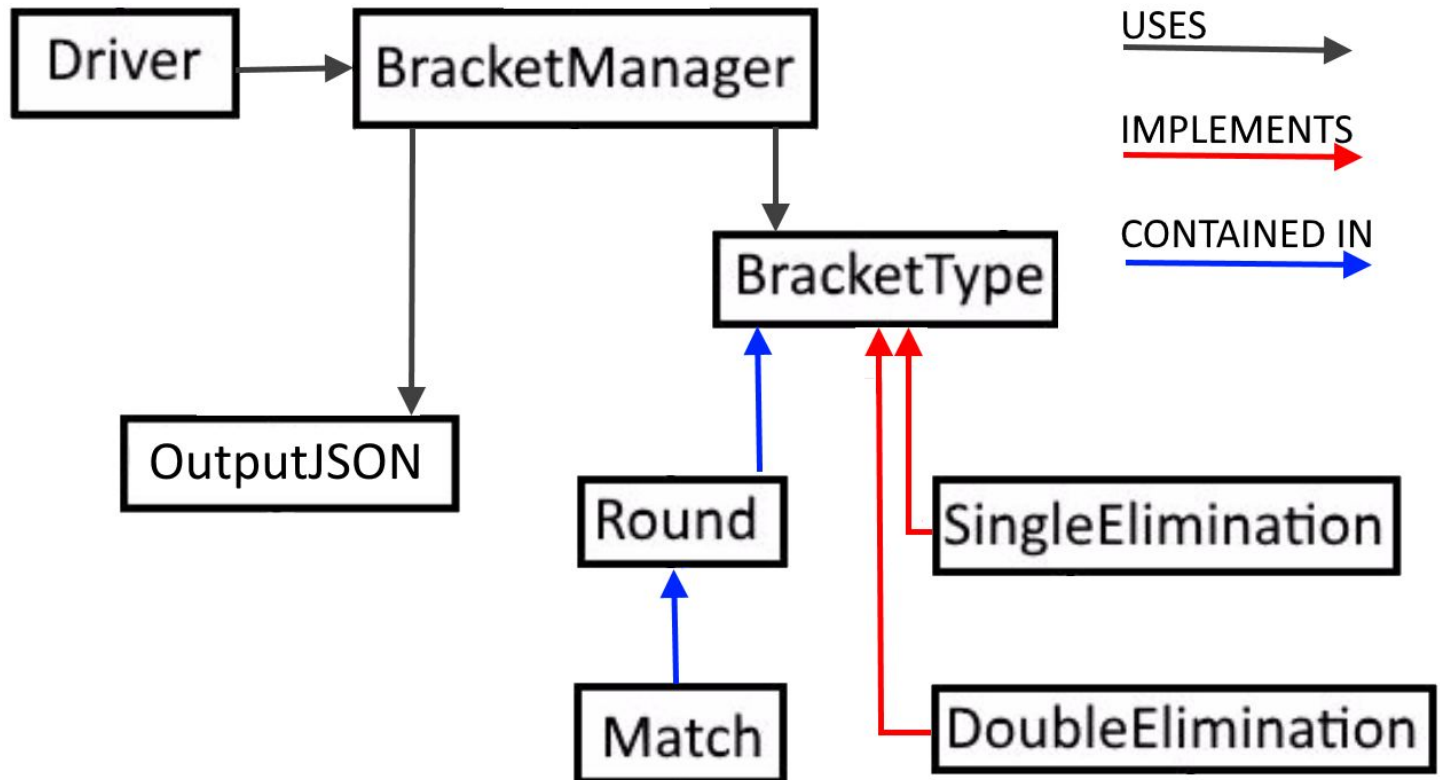 Driver
BracketManager
USES
IMPLEMENTS
CONTAINED IN
BracketType
OutputJSON
Round
SingleElimination
Match
DoubleElimination